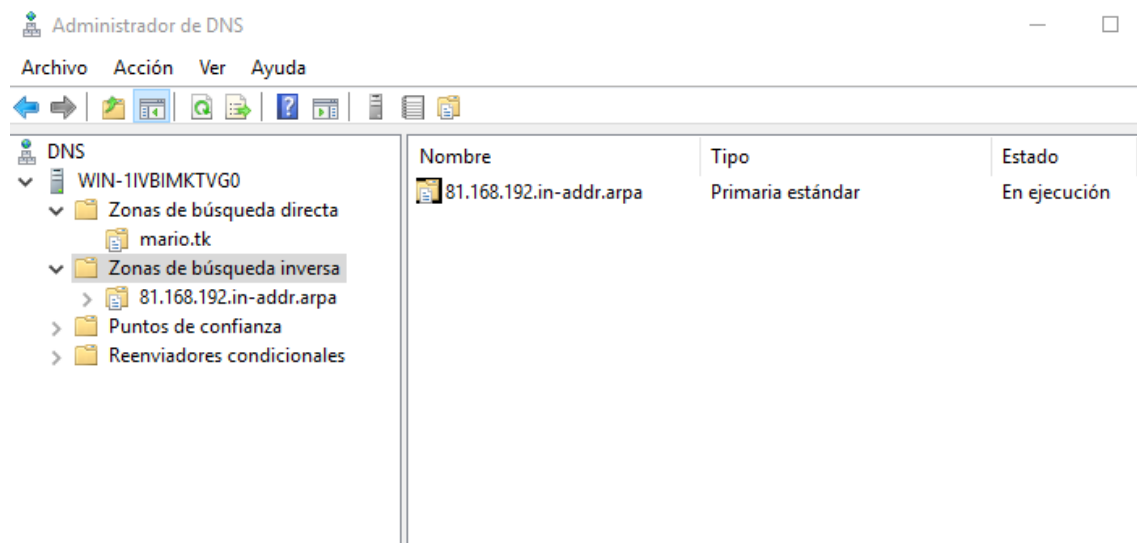 Administrador de DNS
Archivo Acción Ver Ayuda
DNS
WIN-1IVBIMKTVG0
Zonas de búsqueda directa
mario.tk
Zonas de búsqueda inversa
81.168.192.in-addr.arpa
Puntos de confianza
Reenviadores condicionales
Nombre Tipo Estado
81.168.192.in-addr.arpa Primaria estándar En ejecución